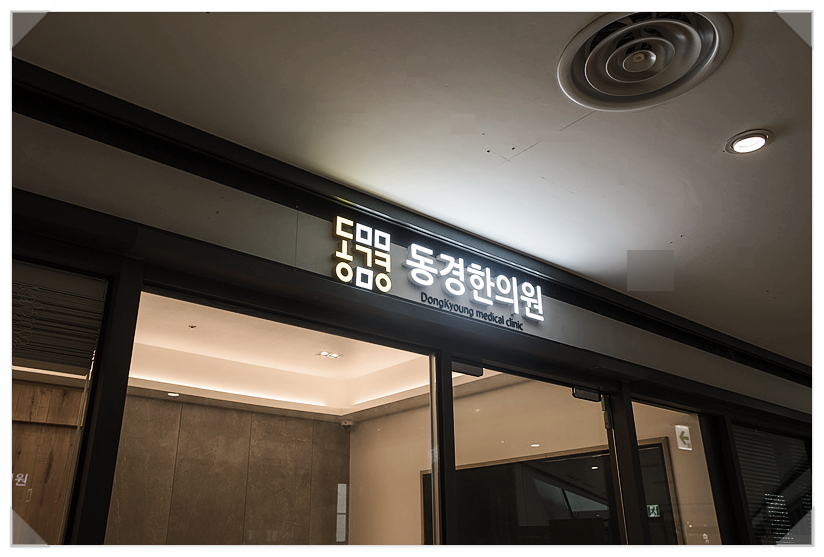 동경한의원
DongKyoung medical clinic